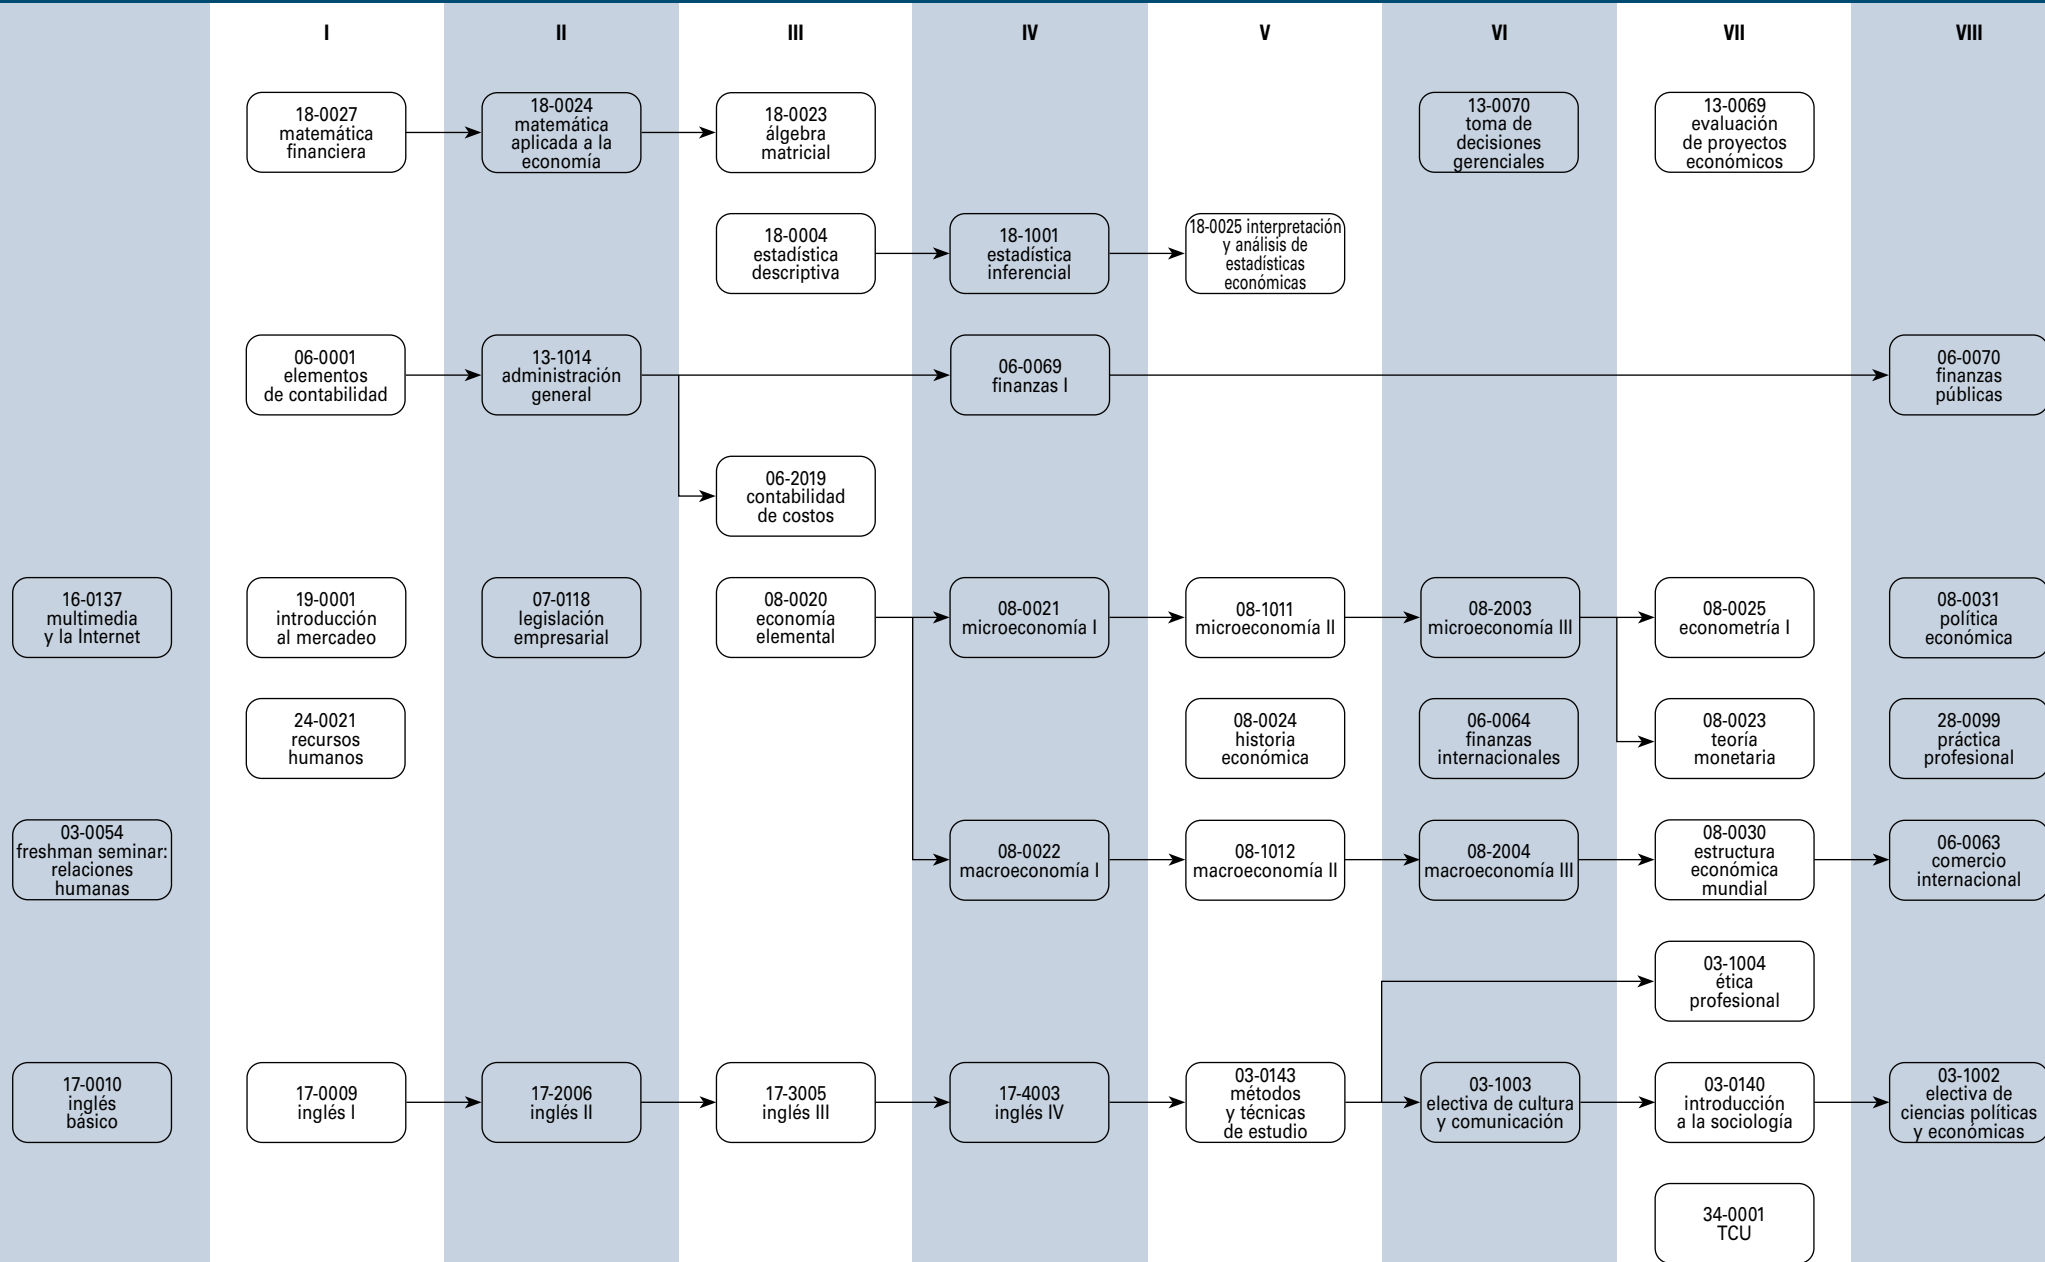 I
II
III
IV
V
VI
VII
VIII
18-0027
matemática
financiera
18-0024
matemática
aplicada a la
economía
18-0023
álgebra
matricial
13-0070
toma de
decisiones
gerenciales
13-0069
evaluación
de proyectos
económicos
18-0004
estadística
descriptiva
18-1001
estadística
inferencial
18-0025 interpretación
y análisis de
estadísticas
económicas
06-0001
elementos
de contabilidad
13-1014
administración
general
06-0069
finanzas I
06-0070
finanzas
públicas
06-2019
contabilidad
de costos
16-0137
multimedia
y la Internet
19-0001
introducción
al mercadeo
07-0118
legislación
empresarial
08-0020
economía
elemental
08-0021
microeconomía I
08-1011
microeconomía II
08-2003
microeconomía III
08-0025
econometría I
08-0031
política
económica
24-0021
recursos
humanos
08-0024
historia
económica
06-0064
finanzas
internacionales
08-0023
teoría
monetaria
28-0099
práctica
profesional
03-0054
freshman seminar:
relaciones
humanas
08-0022
macroeconomía I
08-1012
macroeconomía II
08-2004
macroeconomía III
08-0030
estructura
económica
mundial
06-0063
comercio
internacional
03-1004
ética
profesional
17-0010
inglés
básico
17-0009
inglés I
17-2006
inglés II
17-3005
inglés III
17-4003
inglés IV
03-0143
métodos
y técnicas
de estudio
03-1003
electiva de cultura
y comunicación
03-0140
introducción
a la sociología
03-1002
electiva de
ciencias políticas
y económicas
34-0001
TCU